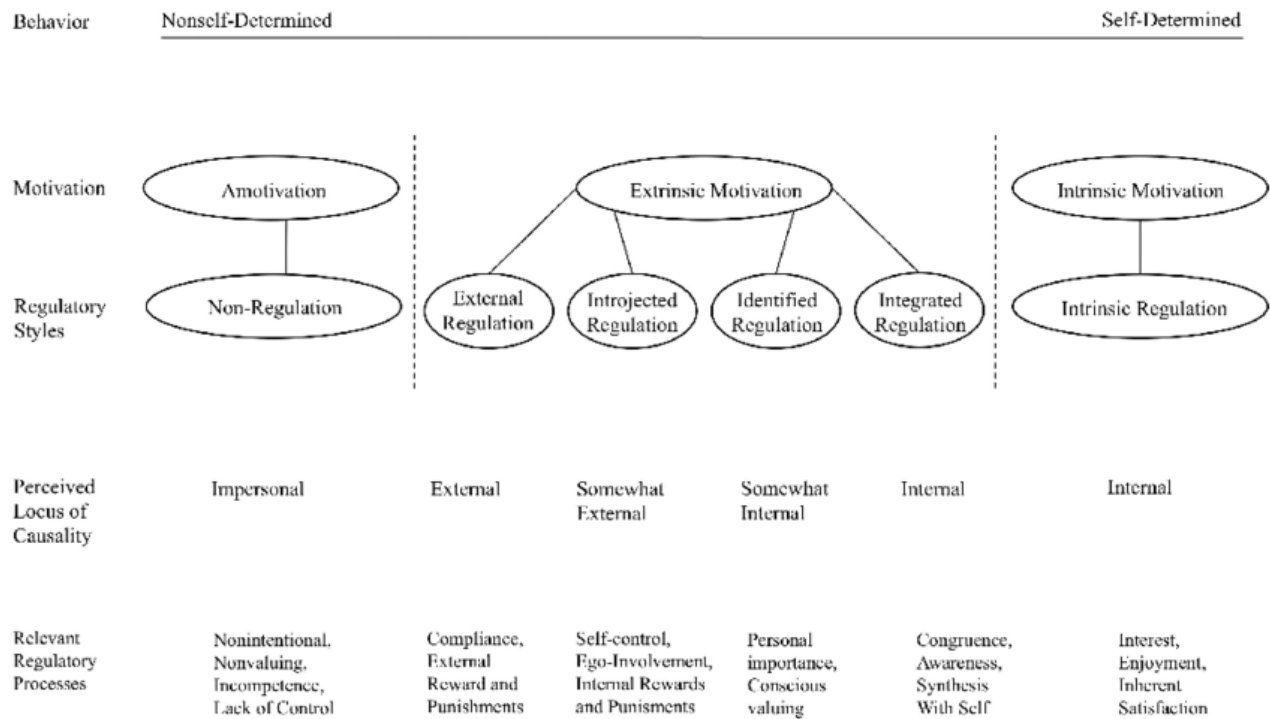 Behavior Nonself-Determined Self-Determined
Motivation Amotivation Extrinsic Motivation Intrinsic Motivation
Regulatory Styles
Non-Regulation
External Regulation
Introjected Regulation
Identified Regulation
Integrated Regulation
Intrinsic Regulation
Perceived Locus of Causality
Impersonal
External
Somewhat External
Somewhat Internal
Internal
Internal
Relevant Regulatory Processes
Nonintentional,
Nonvaluing,
Incompetence,
Lack of Control
Compliance,
External
Reward and
Punishments
Self-control,
Ego-Involvement,
Internal Rewards
and Punisments
Personal
importance,
Conscious
valuing
Congruence,
Awareness,
Synthesis
With Self
Interest,
Enjoyment,
Inherent
Satisfaction